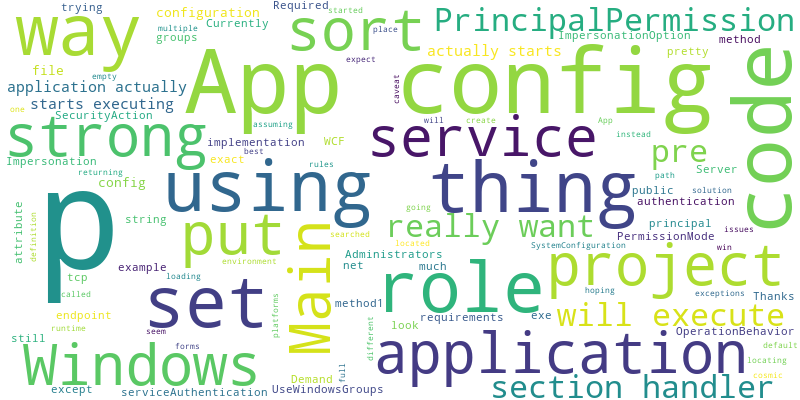 trying
way
configuration
Currently
groups
Required
started
multiple
place
sort
PrincipalPermission
ImpersonationOption
method
actually starts
pretty
file
empty
App
config
code
expect
caveat
application actually
starts executing
SecurityAction
strong
one
assuming
will
create
App
instead
service
implementation
WCF
best
pre
Server
Impersonation
exact
rules
returning
config
using
thing
path
solution
public
authentication
string
attribute
definition
p
put
Main
going
really want
searched
located
principal
PermissionMode
issues
SystemConfiguration
win
example
tcp
loading
environment
Administrators
net
much
called
set
role
project
hoping
exceptions
Thanks
endpoint
runtime
seem
platforms
method1
look
requirements
exe
will execute
different
still
Windows
forms
full
application
OperationBehavior
default
locating
cosmic
Demand
except
serviceAuthentication
UseWindowsGroups
section handler